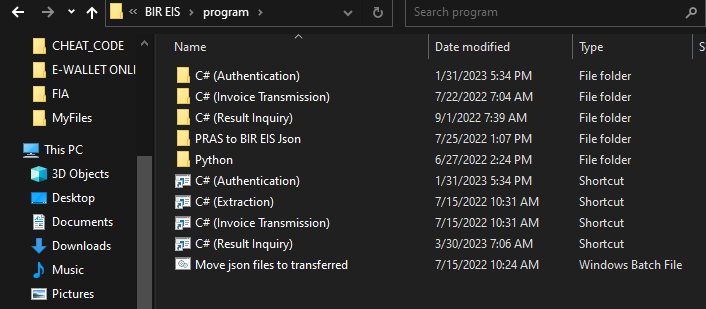 « BIR EIS > program > Search program
CHEAT_CODE
E-WALLET ONLI
FIA
MyFiles
This PC
3D Objects
Desktop
Documents
Downloads
Music
Pictures
Name Date modified Type S
C# (Authentication) 1/31/2023 5:34 PM File folder
C# (Invoice Transmission) 7/22/2022 7:04 AM File folder
C# (Result Inquiry) 9/1/2022 7:39 AM File folder
PRAS to BIR EIS Json 7/25/2022 1:07 PM File folder
Python 6/27/2022 2:24 PM File folder
C# (Authentication) 1/31/2023 5:34 PM Shortcut
C# (Extraction) 7/15/2022 10:31 AM Shortcut
C# (Invoice Transmission) 7/15/2022 10:31 AM Shortcut
C# (Result Inquiry) 3/30/2023 7:06 AM Shortcut
Move json files to transferred 7/15/2022 10:24 AM Windows Batch File